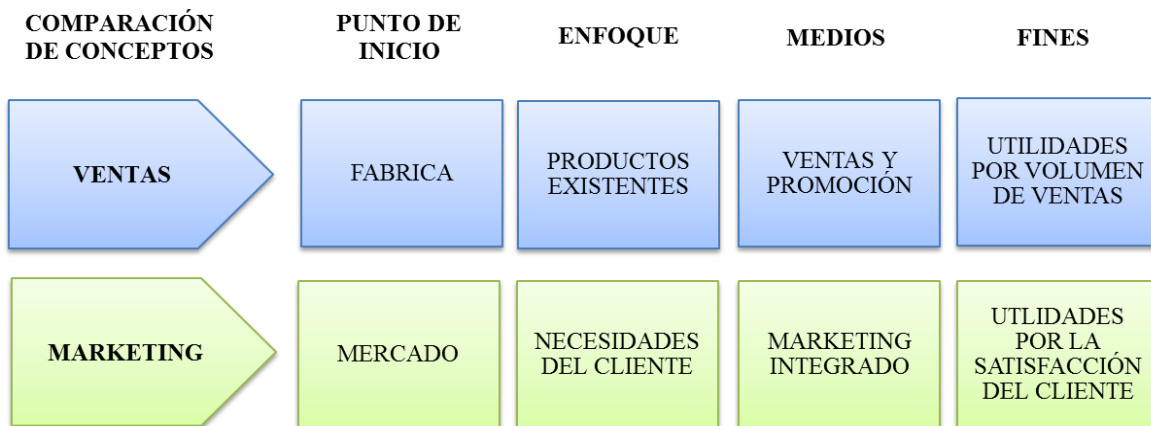 COMPARACIÓN
DE CONCEPTOS
PUNTO DE
INICIO
ENFOQUE
MEDIOS
FINES
VENTAS
FABRICA
PRODUCTOS
EXISTENTES
VENTAS Y
PROMOCIÓN
UTILIDADES
POR VOLUMEN
DE VENTAS
MARKETING
MERCADO
NECESIDADES
DEL CLIENTE
MARKETING
INTEGRADO
UTLIDADES
POR LA
SATISFACCIÓN
DEL CLIENTE